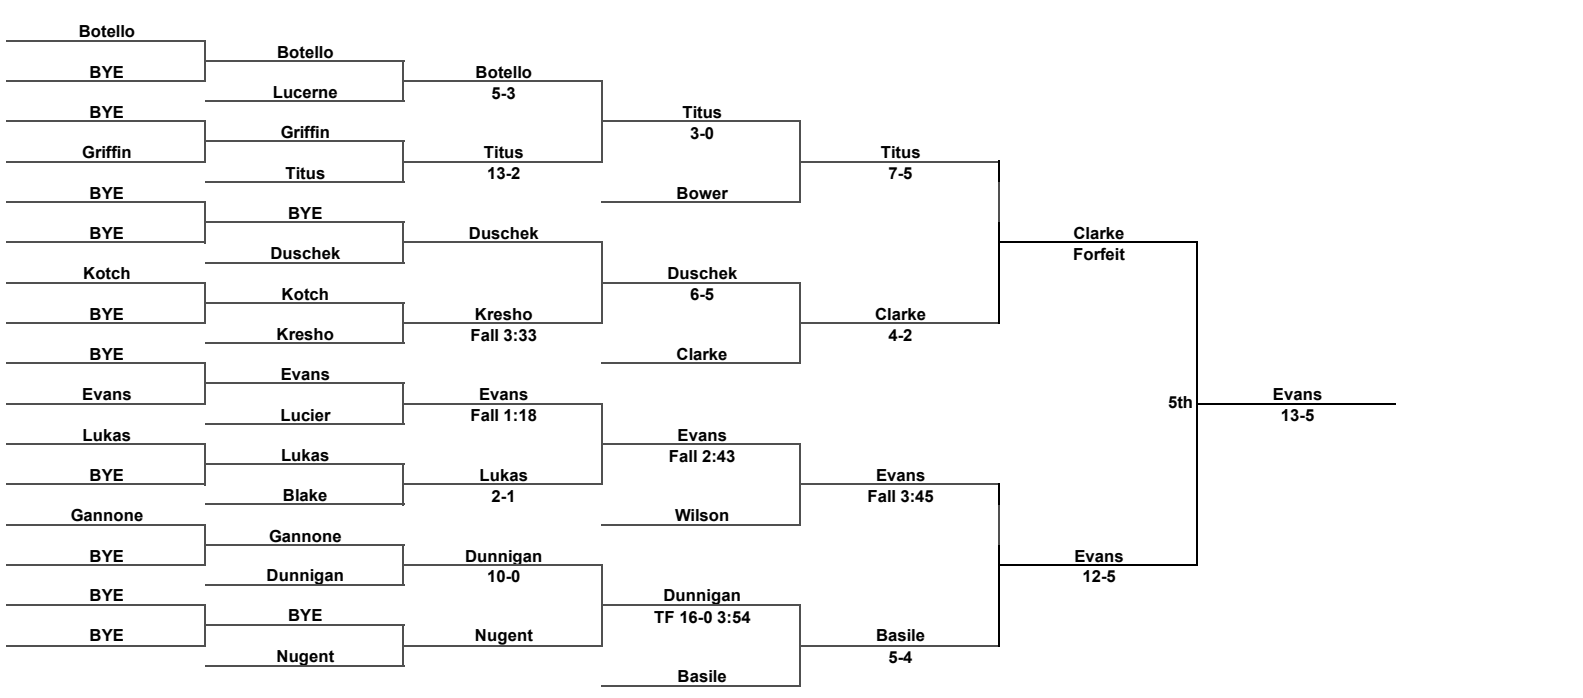 Botello
BYE
BYE
Griffin
BYE
BYE
Kotch
BYE
BYE
Evans
Lukas
BYE
Gannone
BYE
BYE
BYE
Botello
Lucerne
Griffin
Titus
BYE
Duschek
Kotch
Kresho
Evans
Lucier
Lukas
Blake
Gannone
Dunnigan
BYE
Nugent
Botello
5-3
Titus
13-2
Duschek
Kresho
Fall 3:33
Evans
Fall 1:18
Lukas
2-1
Dunnigan
10-0
Nugent
Titus
3-0
Bower
Duschek
6-5
Clarke
Evans
Fall 2:43
Wilson
Dunnigan
TF 16-0 3:54
Basile
Titus
7-5
Clarke
4-2
Evans
Fall 3:45
Basile
5-4
Clarke
Forfeit
Evans
12-5
5th
Evans
13-5